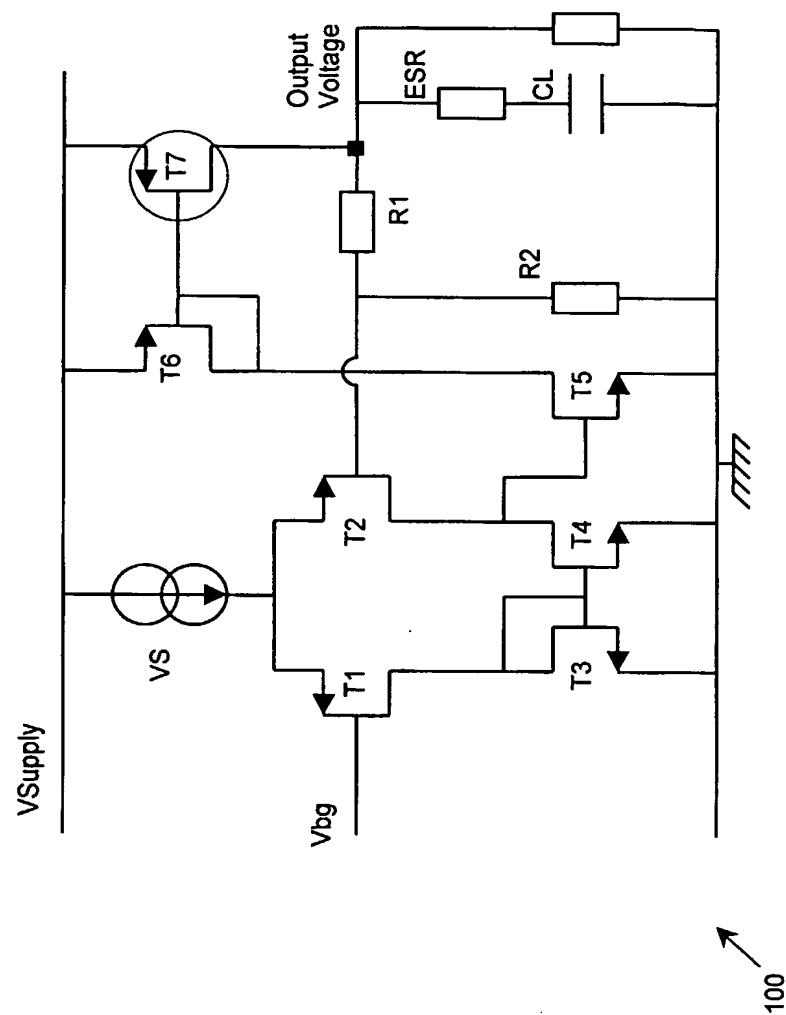 VSupply
VS
T6
T7
Output
Voltage
Vbg
T1
T2
R1
ESR
CL
R2
T3
T4
T5
100